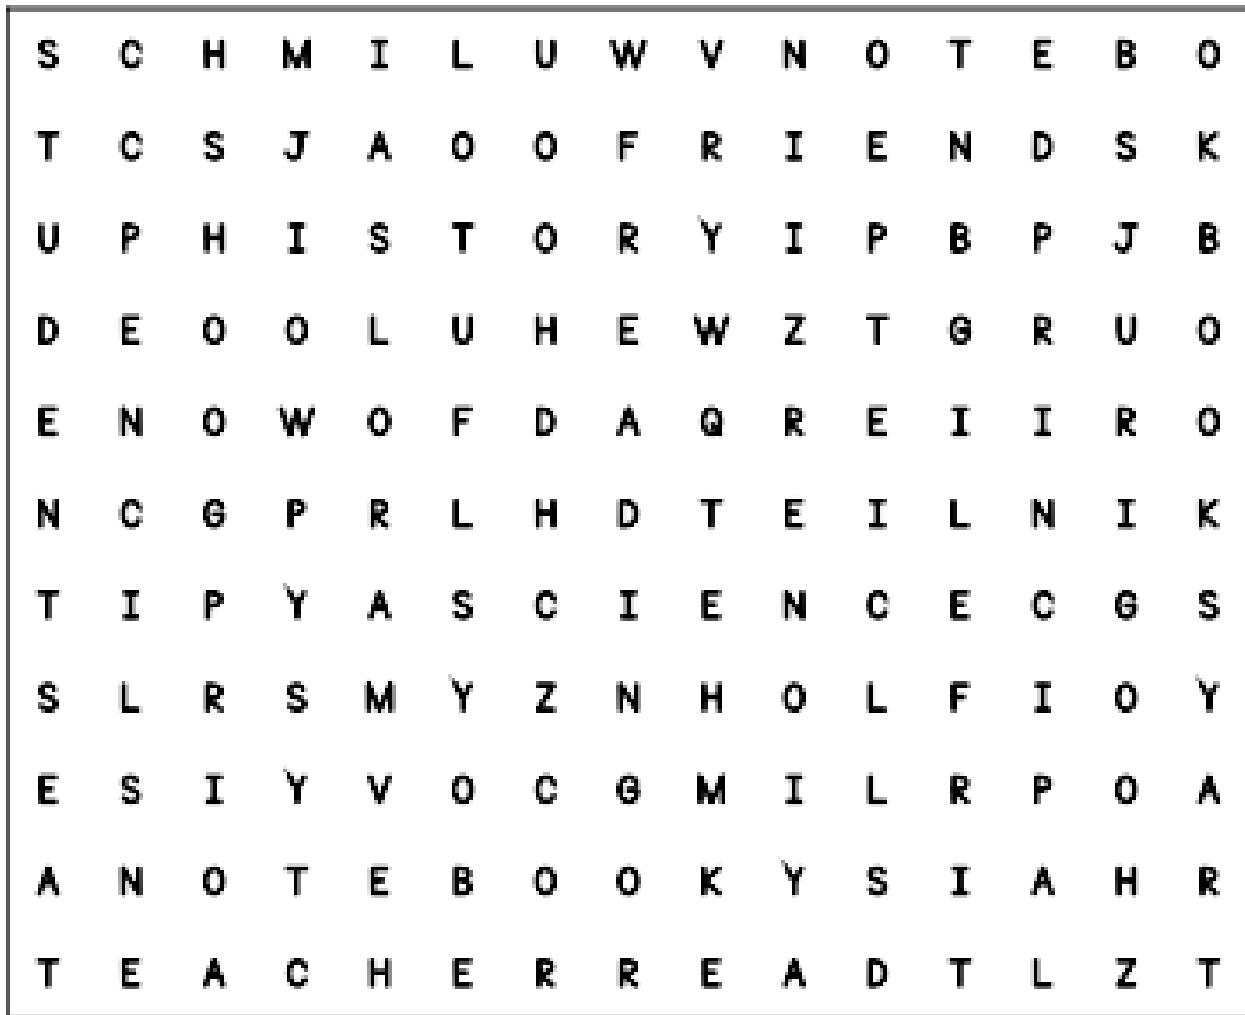 S C H M I L U W V N O T E B O
T C S J A O O F R I E N D S K
U P H I S T O R Y I P B P J B
D E O O L U H E W Z T G R U O
E N O W O F D A Q R E I I R O
N C G P R L H D T E I L N I K
T I P Y A S C I E N C E C G S
S L R S M Y Z N H O L F I O Y
E S I Y V O C G M I L R P O A
A N O T E B O O K Y S I A H R
T E A C H E R R E A D T L Z T